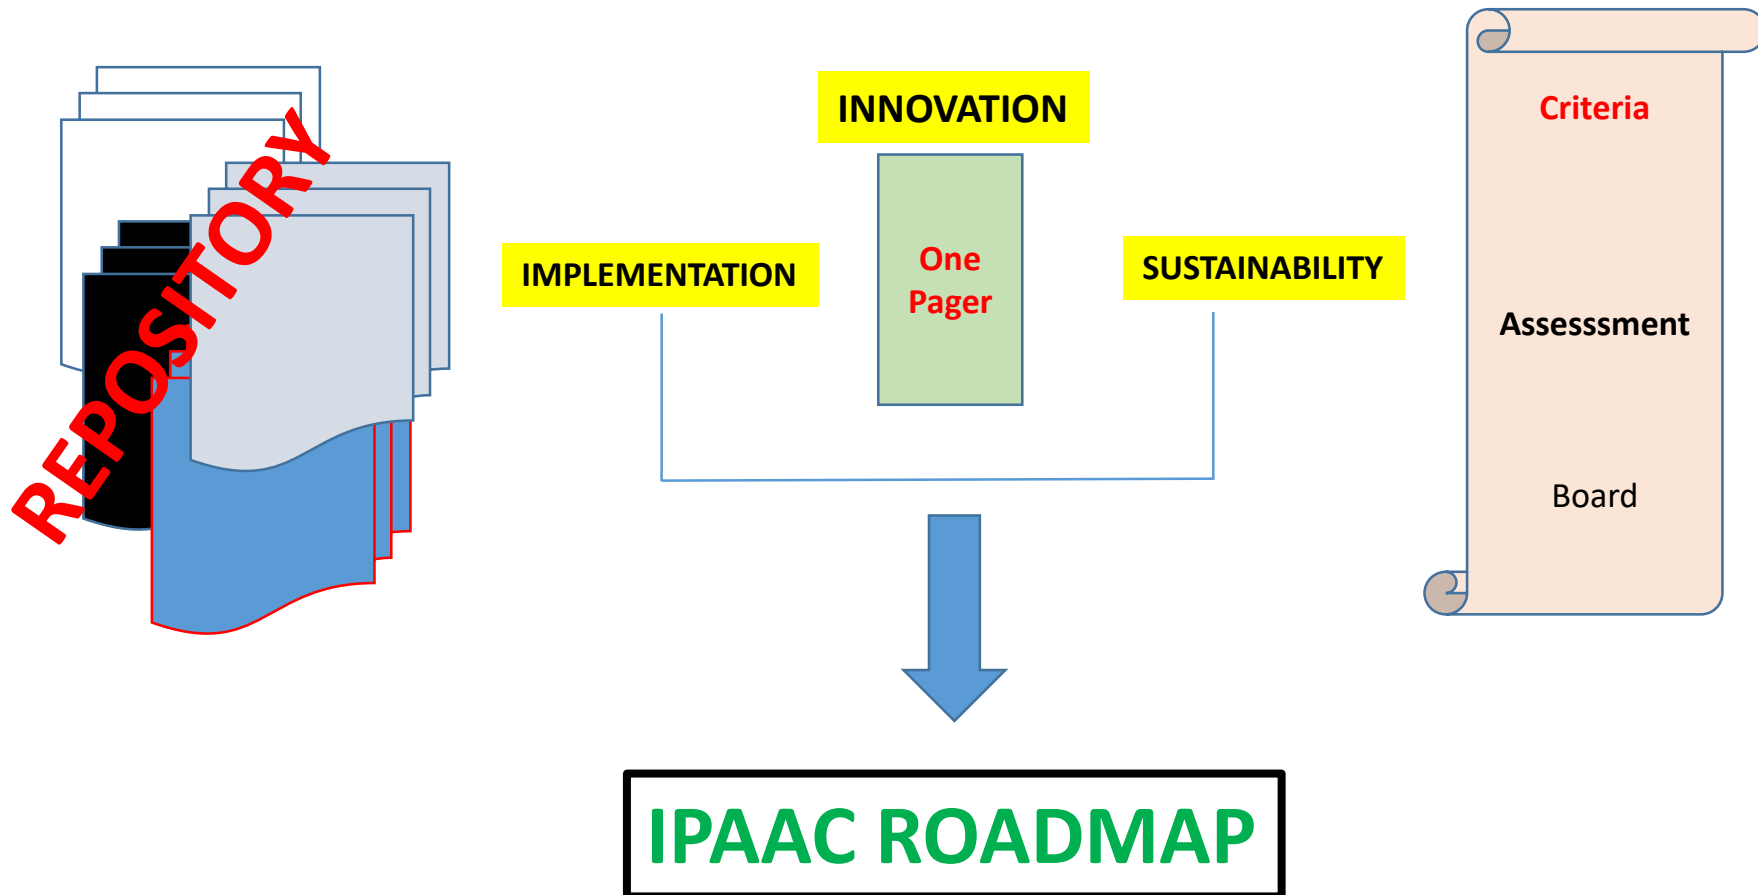 REPOSITORY
INNOVATION
IMPLEMENTATION
One
Pager
SUSTAINABILITY
Criteria
Assesssment
Board
IPAAC ROADMAP